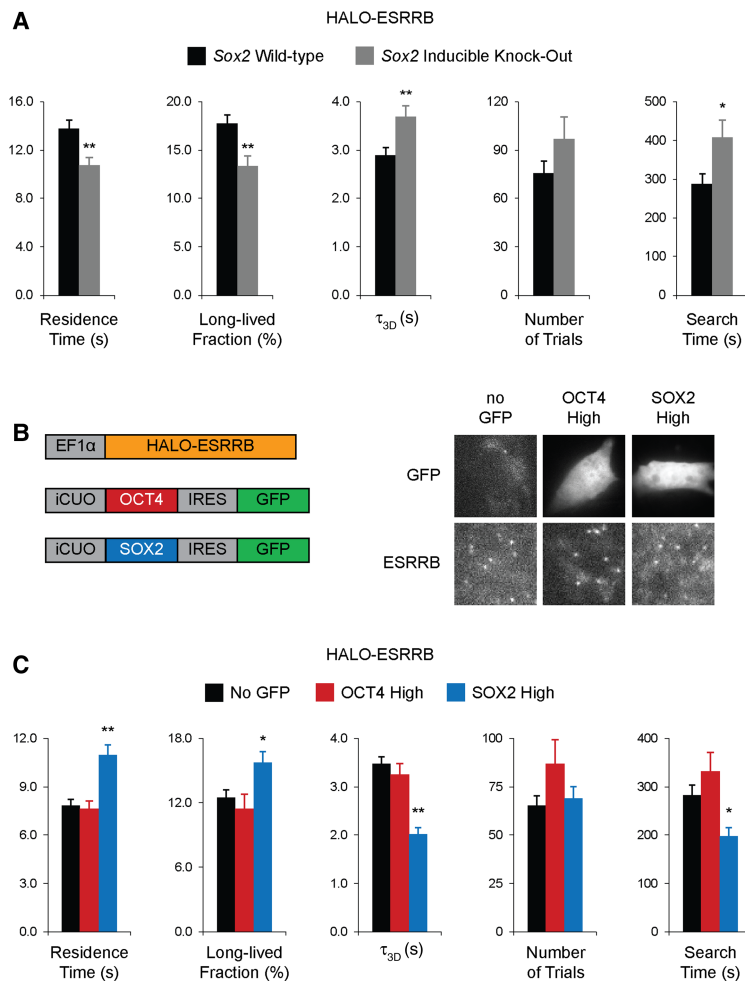 A
HALO-ESRRB
Sox2 Wild-type
Sox2 Inducible Knock-Out
16.0
12.0
8.0
4.0
0.0
**
Residence
Time (s)
20.0
15.0
10.0
5.0
0.0
**
Long-lived
Fraction (%)
4.0
3.0
2.0
1.0
0.0
**
τ3D (s)
120
90
60
30
0
Number
of Trials
500
400
300
200
100
0
*
Search
Time (s)
B
EF1α HALO-ESRRB
iCUO OCT4 IRES GFP
iCUO SOX2 IRES GFP
no
GFP
OCT4
High
SOX2
High
GFP
ESRRB
C
HALO-ESRRB
No GFP
OCT4 High
SOX2 High
12.0
9.0
6.0
3.0
0.0
**
Residence
Time (s)
18.0
12.0
6.0
0.0
*
Long-lived
Fraction (%)
4.0
3.0
2.0
1.0
0.0
**
τ3D (s)
100
75
50
25
0
Number
of Trials
400
300
200
100
0
*
Search
Time (s)